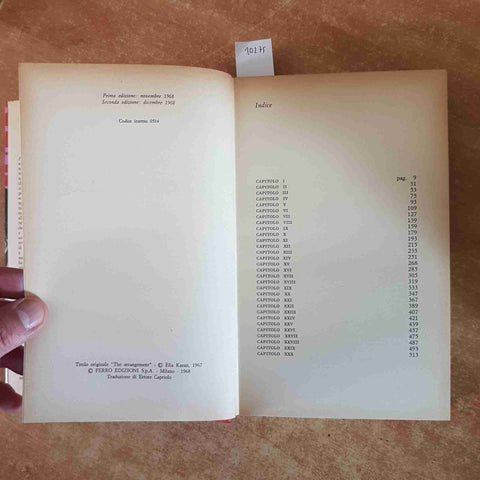 10275
Prima edizione: novembre 1968
Seconda edizione: dicembre 1968
Codice interno 0514
Titolo originale "The arrangement" - © Elia Kazan, 1967
© FERRO EDIZIONI S.p.A. - Milano - 1968
Traduzione di Ettore Capriolo
Indice
CAPITOLO I pag. 9
CAPITOLO II 31
CAPITOLO III 53
CAPITOLO IV 75
CAPITOLO V 93
CAPITOLO VI 109
CAPITOLO VII 127
CAPITOLO VIII 139
CAPITOLO IX 159
CAPITOLO X 179
CAPITOLO XI 193
CAPITOLO XII 215
CAPITOLO XIII 235
CAPITOLO XIV 251
CAPITOLO XV 268
CAPITOLO XVI 285
CAPITOLO XVII 303
CAPITOLO XVIII 319
CAPITOLO XIX 333
CAPITOLO XX 347
CAPITOLO XXI 367
CAPITOLO XXII 389
CAPITOLO XXIII 407
CAPITOLO XXIV 421
CAPITOLO XXV 439
CAPITOLO XXVI 457
CAPITOLO XXVII 471
CAPITOLO XXVIII 487
CAPITOLO XXIX 493
CAPITOLO XXX 513